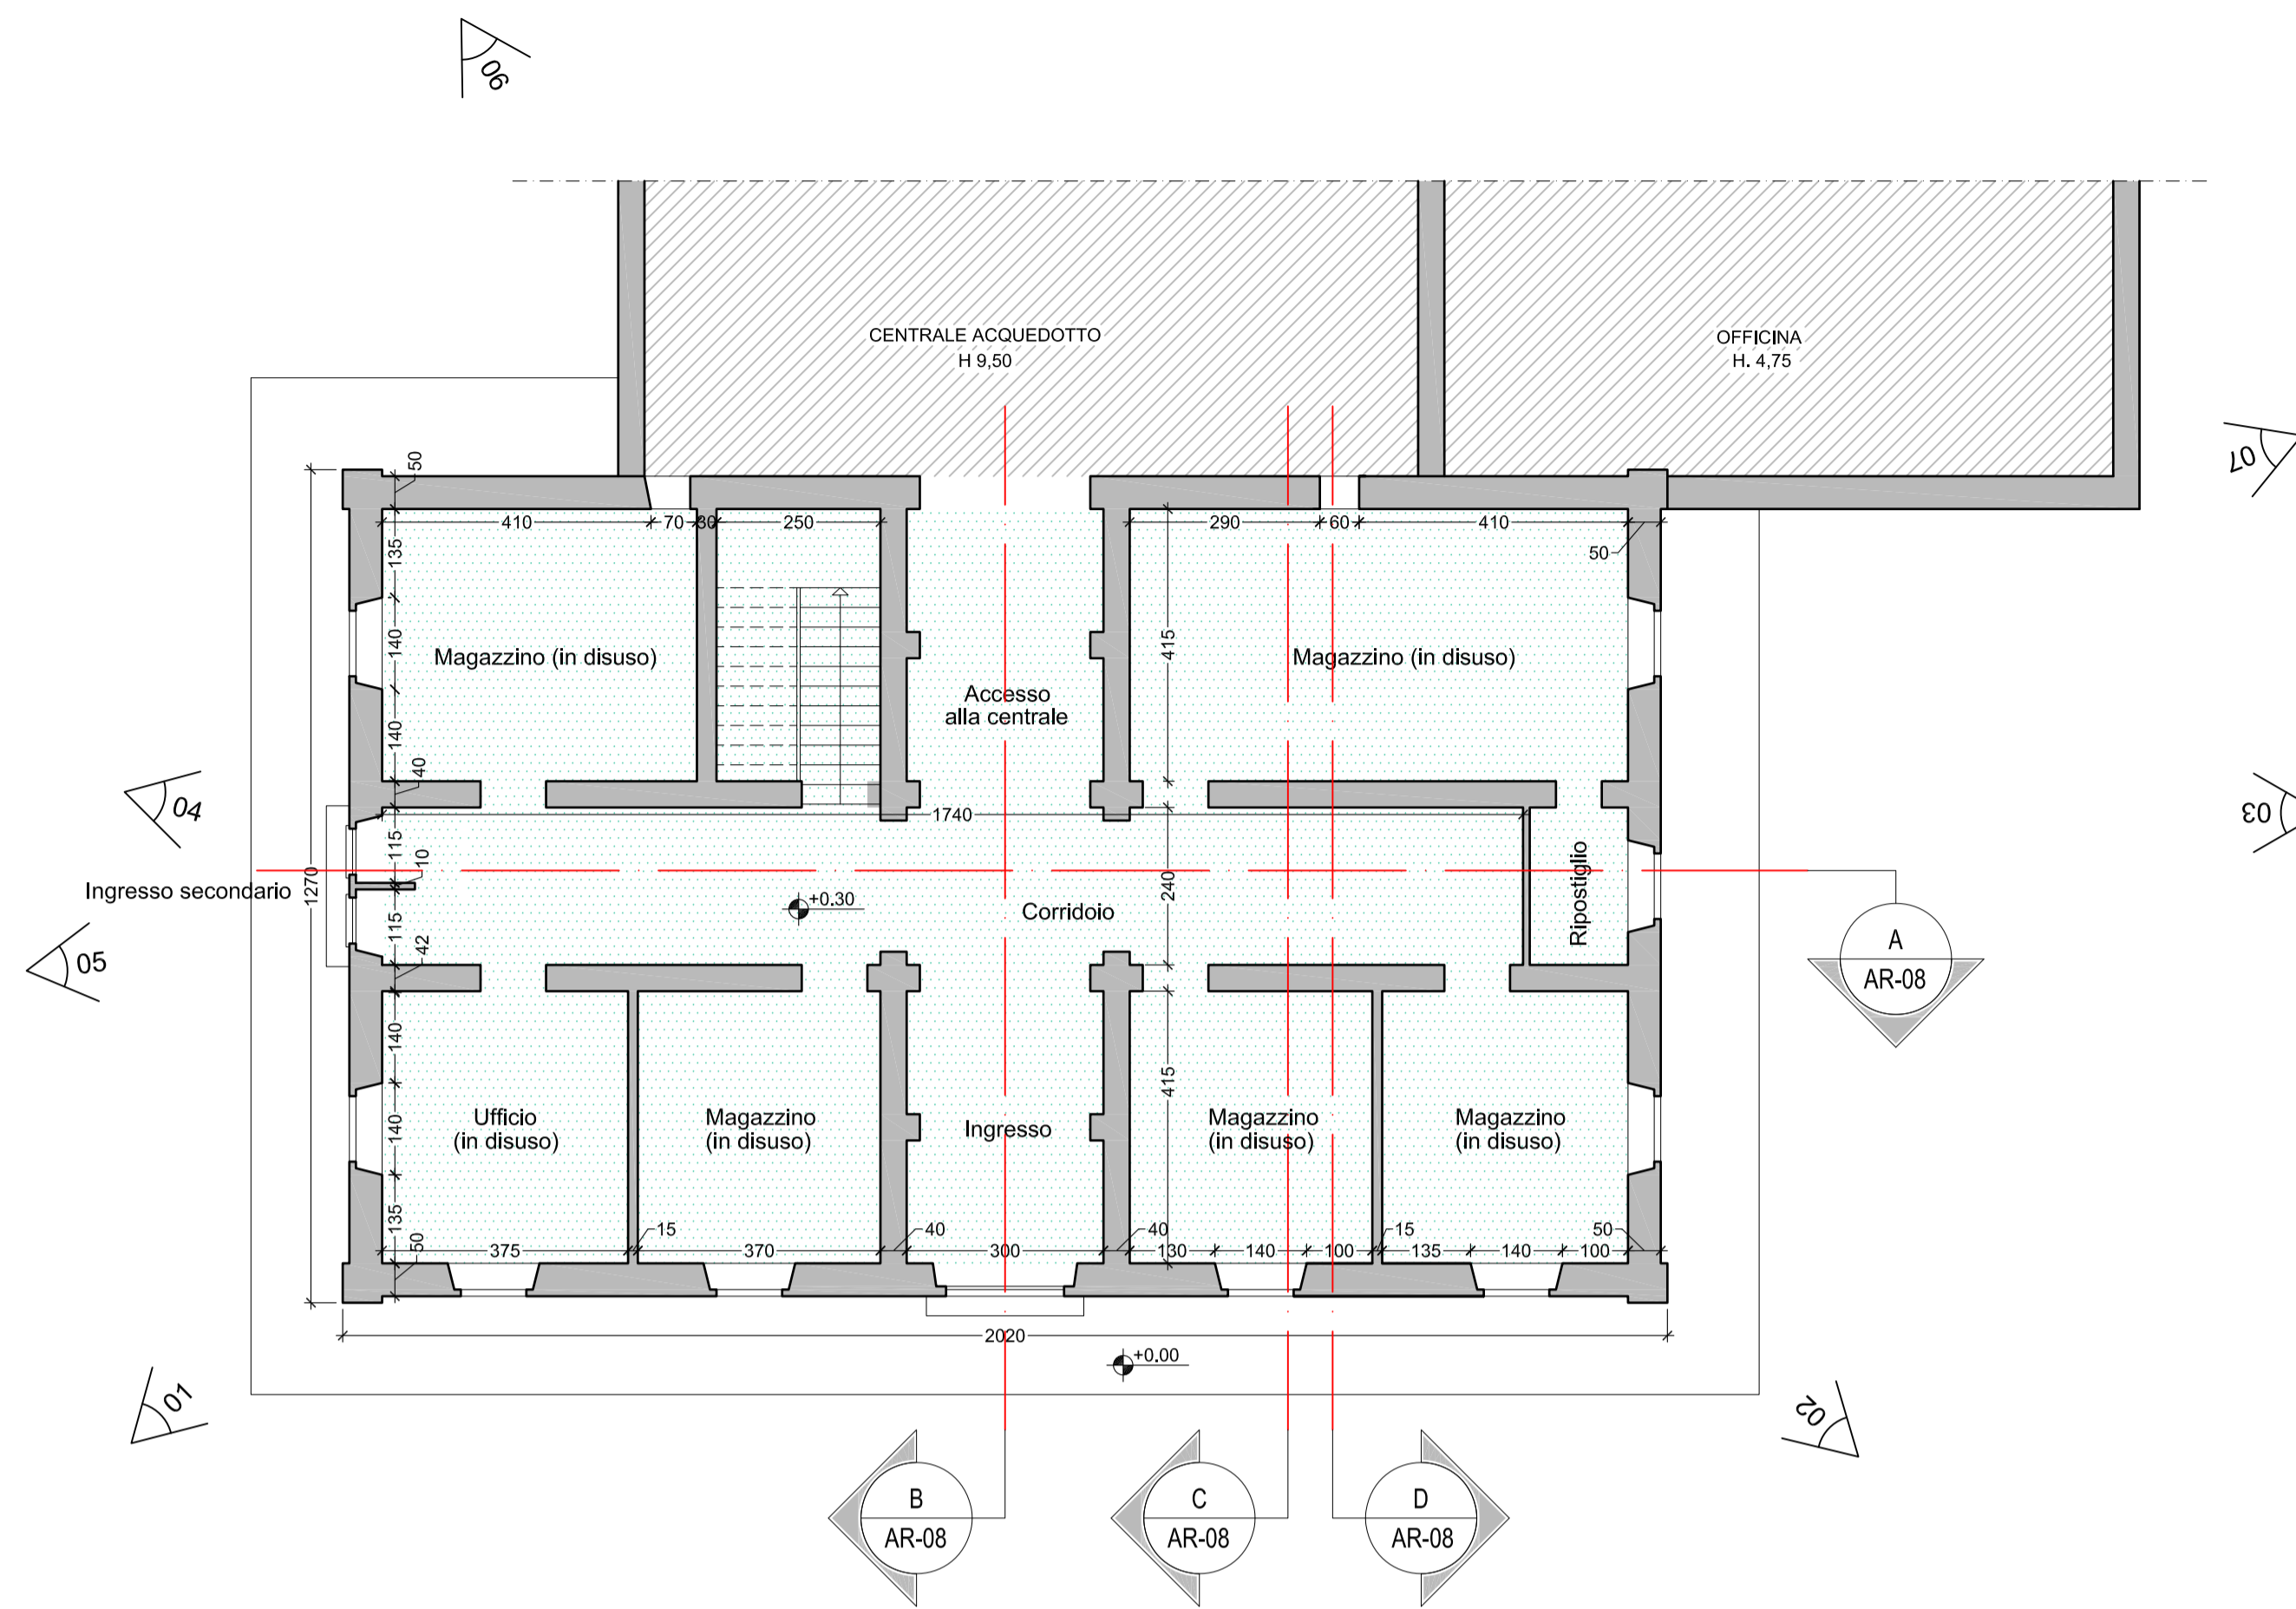 06
CENTRALE ACQUEDOTTO
H 9,50
OFFICINA
H. 4,75
07
50
410
70
30
250
290
60
410
50
135
140
140
40
415
Magazzino (in disuso)
Magazzino (in disuso)
Accesso
alla centrale
04
03
1740
115
10
115
42
1270
240
Ingresso secondario
+0.30
Corridoio
Ripostiglio
A
AR-08
05
140
140
135
50
415
Ufficio
(in disuso)
Magazzino
(in disuso)
Ingresso
Magazzino
(in disuso)
Magazzino
(in disuso)
15
40
40
15
50
375
370
300
130
140
100
135
140
100
2020
+0.00
01
02
B
AR-08
C
AR-08
D
AR-08